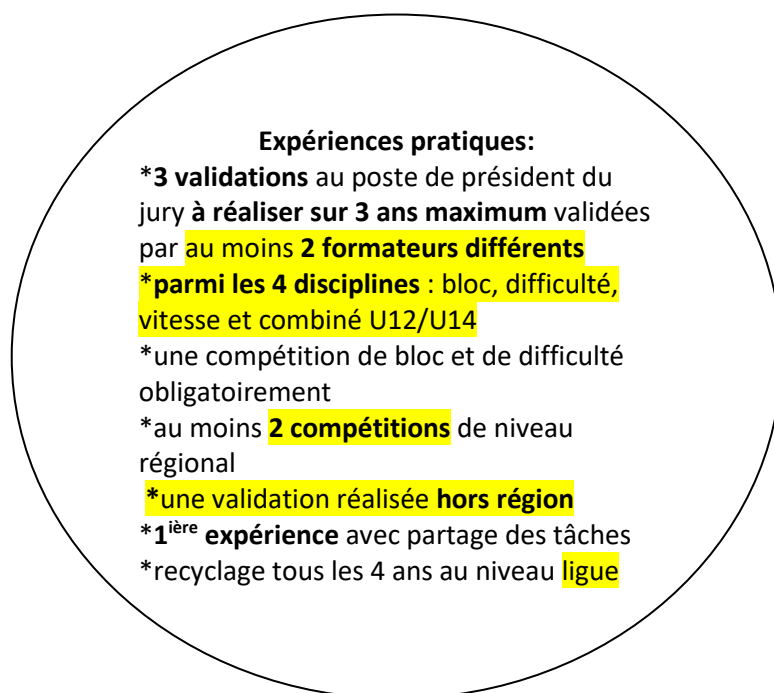 Expériences pratiques:
*3 validations au poste de président du
jury à réaliser sur 3 ans maximum validées
par au moins 2 formateurs différents
*parmi les 4 disciplines : bloc, difficulté,
vitesse et combiné U12/U14
*une compétition de bloc et de difficulté
obligatoirement
*au moins 2 compétitions de niveau
régional
*une validation réalisée hors région
*1ière expérience avec partage des tâches
*recyclage tous les 4 ans au niveau ligue